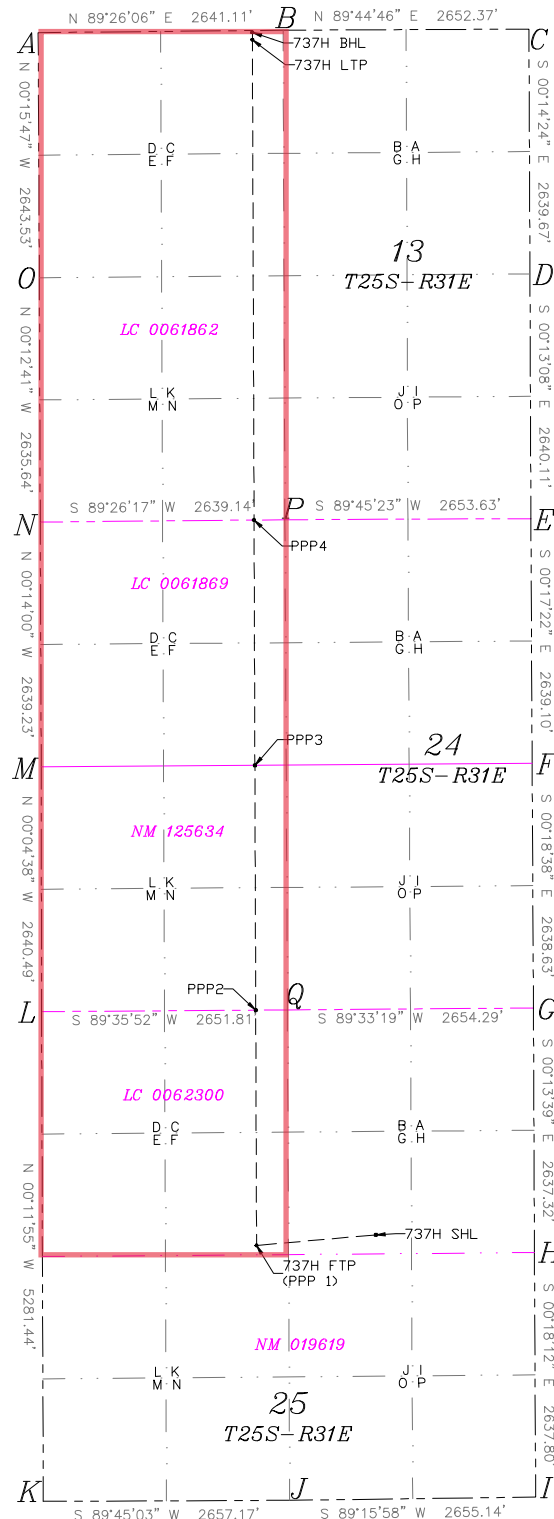 N 89°26'06" E 2641.11' B N 89°44'46" E 2652.37'
A C
737H BHL
737H LTP
N 00°15'47" W 2643.53'
S 00°14'24" E 2639.67'
D C B A
E F G H
13
T25S-R31E
O D
LC 0061862
N 00°12'41" W 2635.64'
S 00°13'08" E 2640.11'
L K J I
M N O P
S 89°26'17" W 2639.14' P S 89°45'23" W 2653.63'
N E
PPP4
N 00°14'00" W 2639.23'
S 00°17'22" E 2639.10'
LC 0061869
D C B A
E F G H
PPP3
24
T25S-R31E
M F
N 00°04'38" W 2640.49'
S 00°18'38" E 2638.63'
NM 125634
L K J I
M N O P
PPP2
Q
L G
S 89°35'52" W 2651.81' S 89°33'19" W 2654.29'
S 00°13'39" E 2637.32'
LC 0062300
D C B A
E F G H
N 00°11'55" W 5281.44'
737H SHL
H
737H FTP
(PPP 1)
S 00°18'12" E 2637.80'
NM 019619
L K J I
M N O P
25
T25S-R31E
K J I
S 89°45'03" W 2657.17' S 89°15'58" W 2655.14'